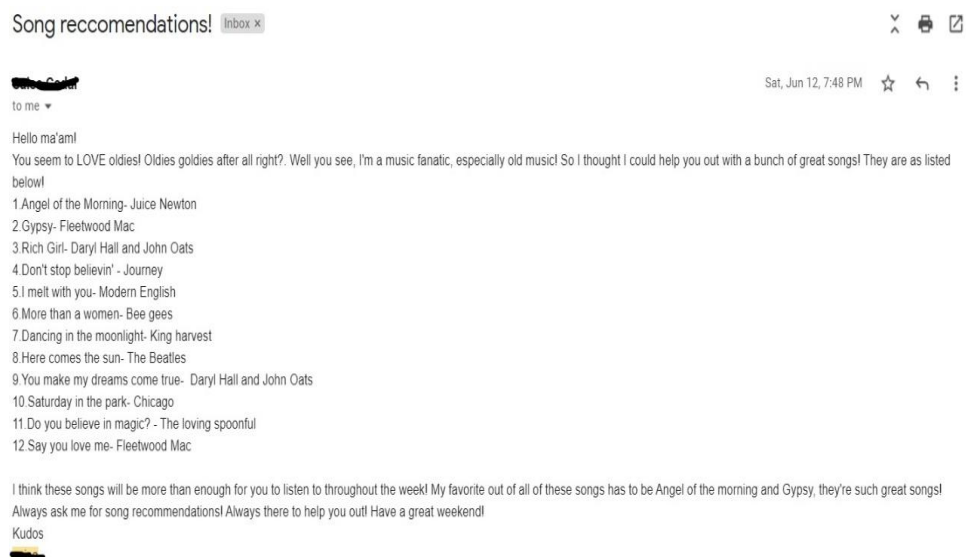 Song reccomendations! Inbox ×
Sat, Jun 12, 7:48 PM
to me
Hello ma'am!
You seem to LOVE oldies! Oldies goldies after all right?. Well you see, I'm a music fanatic, especially old music! So I thought I could help you out with a bunch of great songs! They are as listed
below!
1.Angel of the Morning- Juice Newton
2.Gypsy- Fleetwood Mac
3.Rich Girl- Daryl Hall and John Oats
4.Don't stop believin' - Journey
5.I melt with you- Modern English
6.More than a women- Bee gees
7.Dancing in the moonlight- King harvest
8.Here comes the sun- The Beatles
9.You make my dreams come true- Daryl Hall and John Oats
10.Saturday in the park- Chicago
11.Do you believe in magic? - The loving spoonful
12.Say you love me- Fleetwood Mac
I think these songs will be more than enough for you to listen to throughout the week! My favorite out of all of these songs has to be Angel of the morning and Gypsy, they're such great songs!
Always ask me for song recommendations! Always there to help you out! Have a great weekend!
Kudos